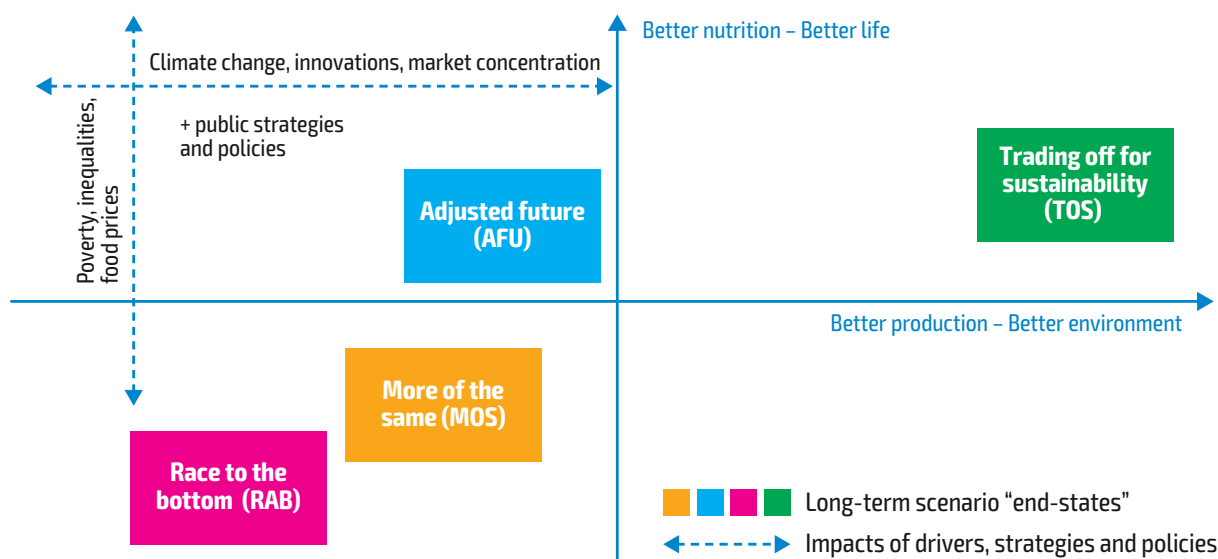 Better nutrition – Better life
Climate change, innovations, market concentration
+ public strategies
and policies
Poverty, inequalities,
food prices
Trading off for
sustainability
(TOS)
Adjusted future
(AFU)
Better production – Better environment
More of the
same (MOS)
Race to the
bottom (RAB)
Long-term scenario “end-states”
Impacts of drivers, strategies and policies